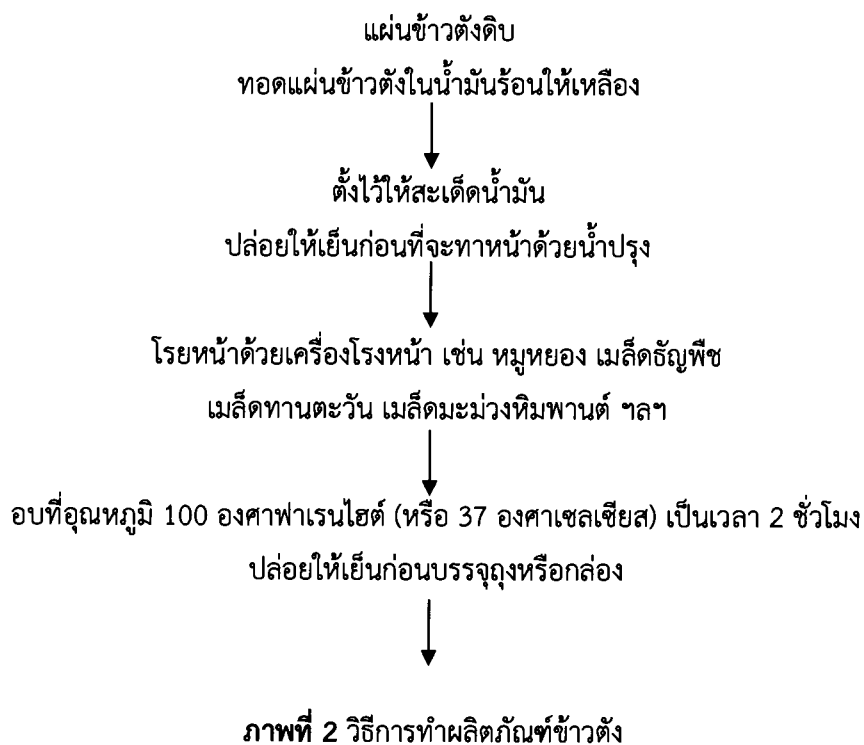 แผ่นข้าวตังดิบ
ทอดแผ่นข้าวตังในน้ำมันร้อนให้เหลือง
ตั้งไว้ให้สะเด็ดน้ำมัน
ปล่อยให้เย็นก่อนที่จะทาหน้าด้วยน้ำปรุง
โรยหน้าด้วยเครื่องโรงหน้า เช่น หมูหยอง เมล็ดธัญพืช
เมล็ดทานตะวัน เมล็ดมะม่วงหิมพานต์ ฯลฯ
อบที่อุณหภูมิ 100 องศาฟาเรนไฮต์ (หรือ 37 องศาเซลเซียส) เป็นเวลา 2 ชั่วโมง
ปล่อยให้เย็นก่อนบรรจุถุงหรือกล่อง
ภาพที่ 2 วิธีการทำผลิตภัณฑ์ข้าวตัง